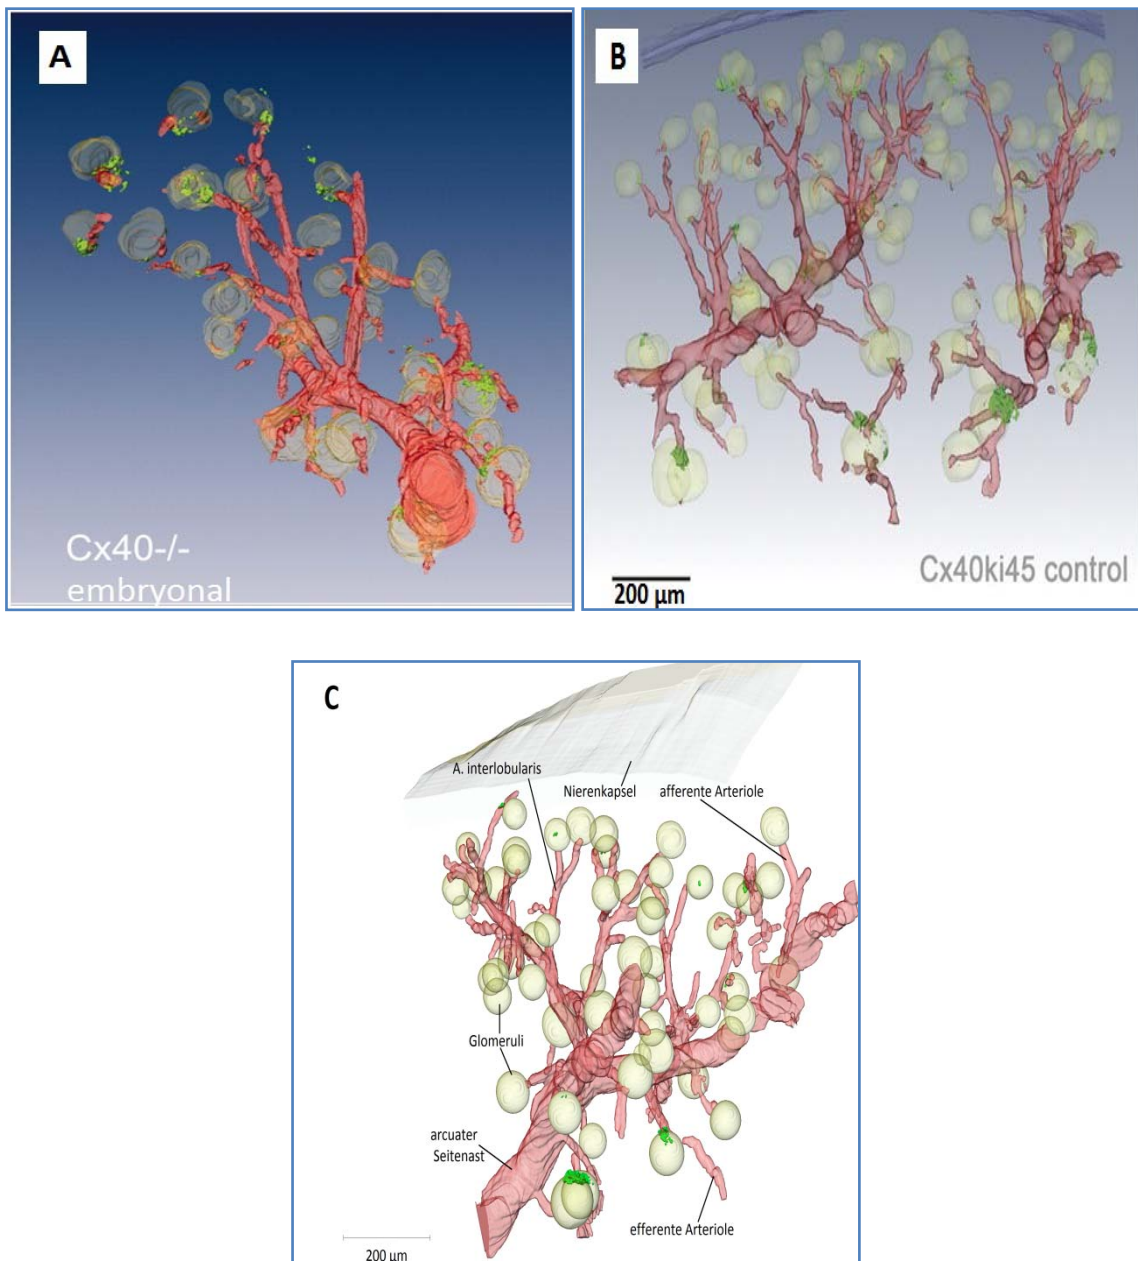 A
Cx40-/-
embryonal
B
200 µm
Cx40ki45 control
C
A. interlobularis
Nierenkapsel
afferente Arteriole
Glomeruli
arcuater
Seitenast
efferente Arteriole
200 µm